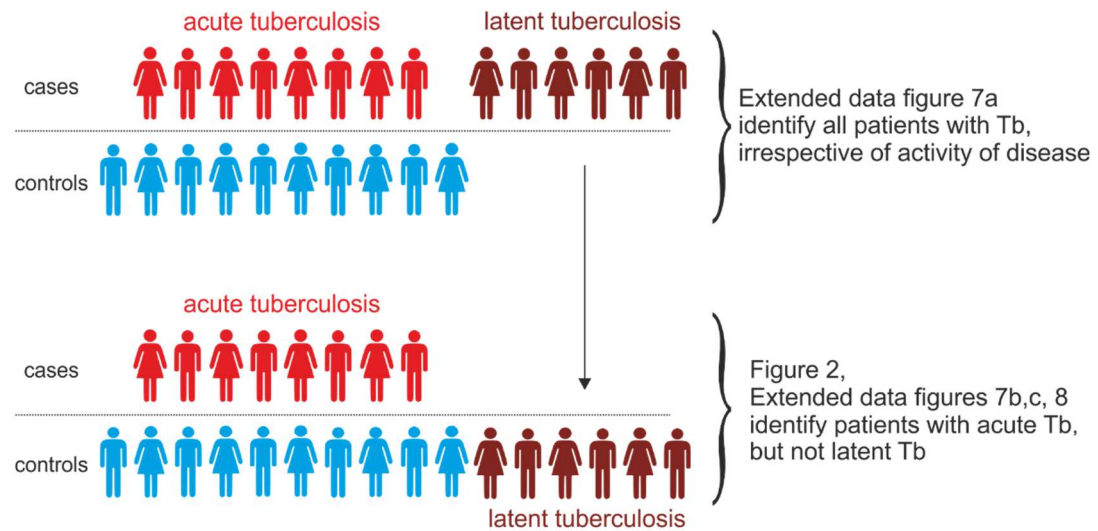 acute tuberculosis
latent tuberculosis
cases
controls
Extended data figure 7a
identify all patients with Tb,
irrespective of activity of disease
acute tuberculosis
cases
controls
latent tuberculosis
Figure 2,
Extended data figures 7b,c, 8
identify patients with acute Tb,
but not latent Tb